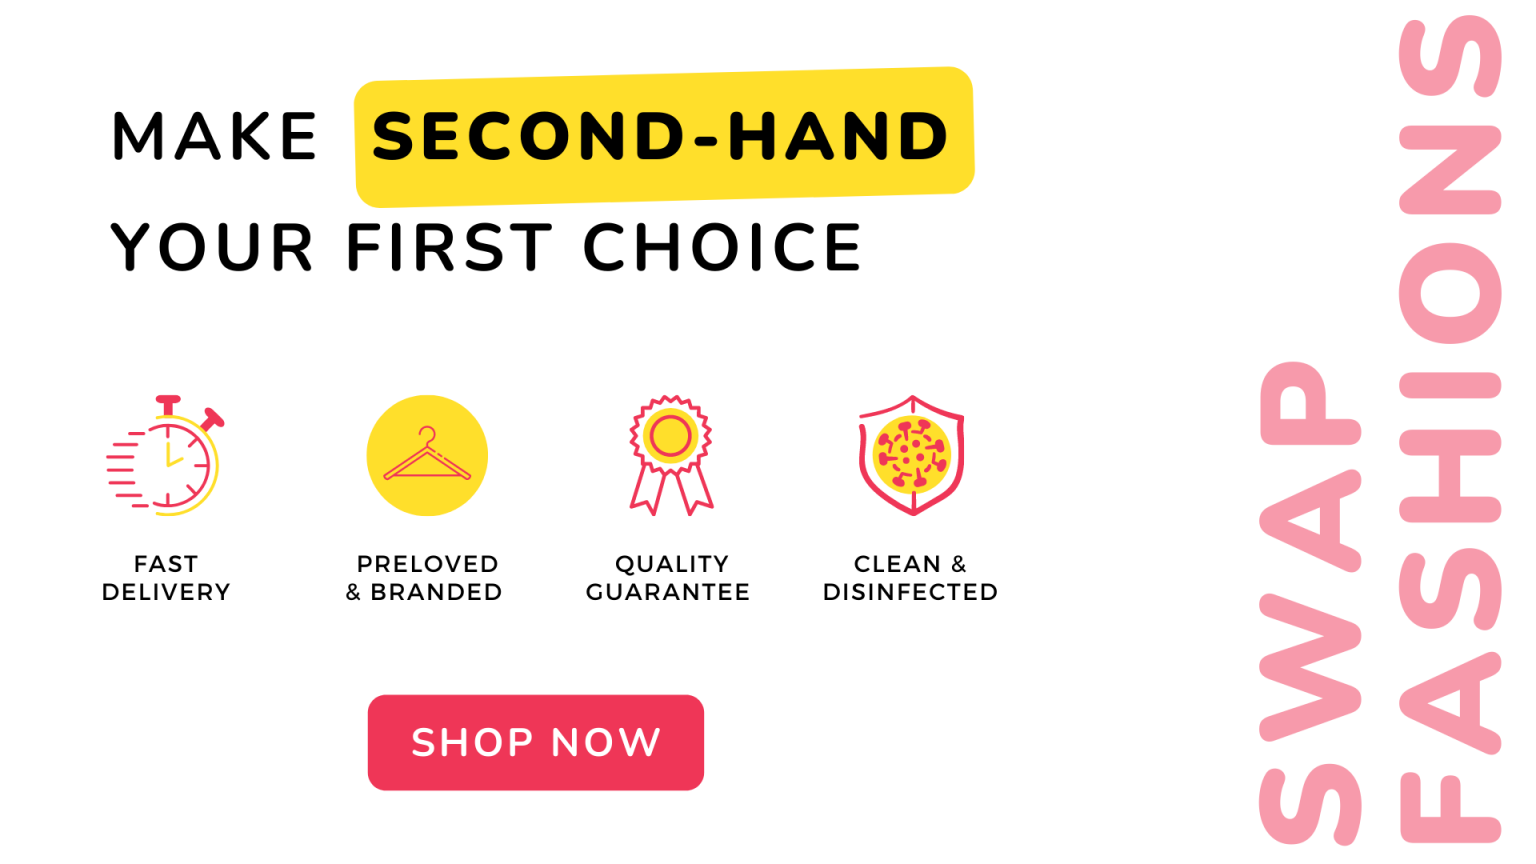 MAKE SECOND-HAND
YOUR FIRST CHOICE
FAST
DELIVERY
PRELOVED
& BRANDED
QUALITY
GUARANTEE
CLEAN &
DISINFECTED
SHOP NOW
SWAP
FASHIONS